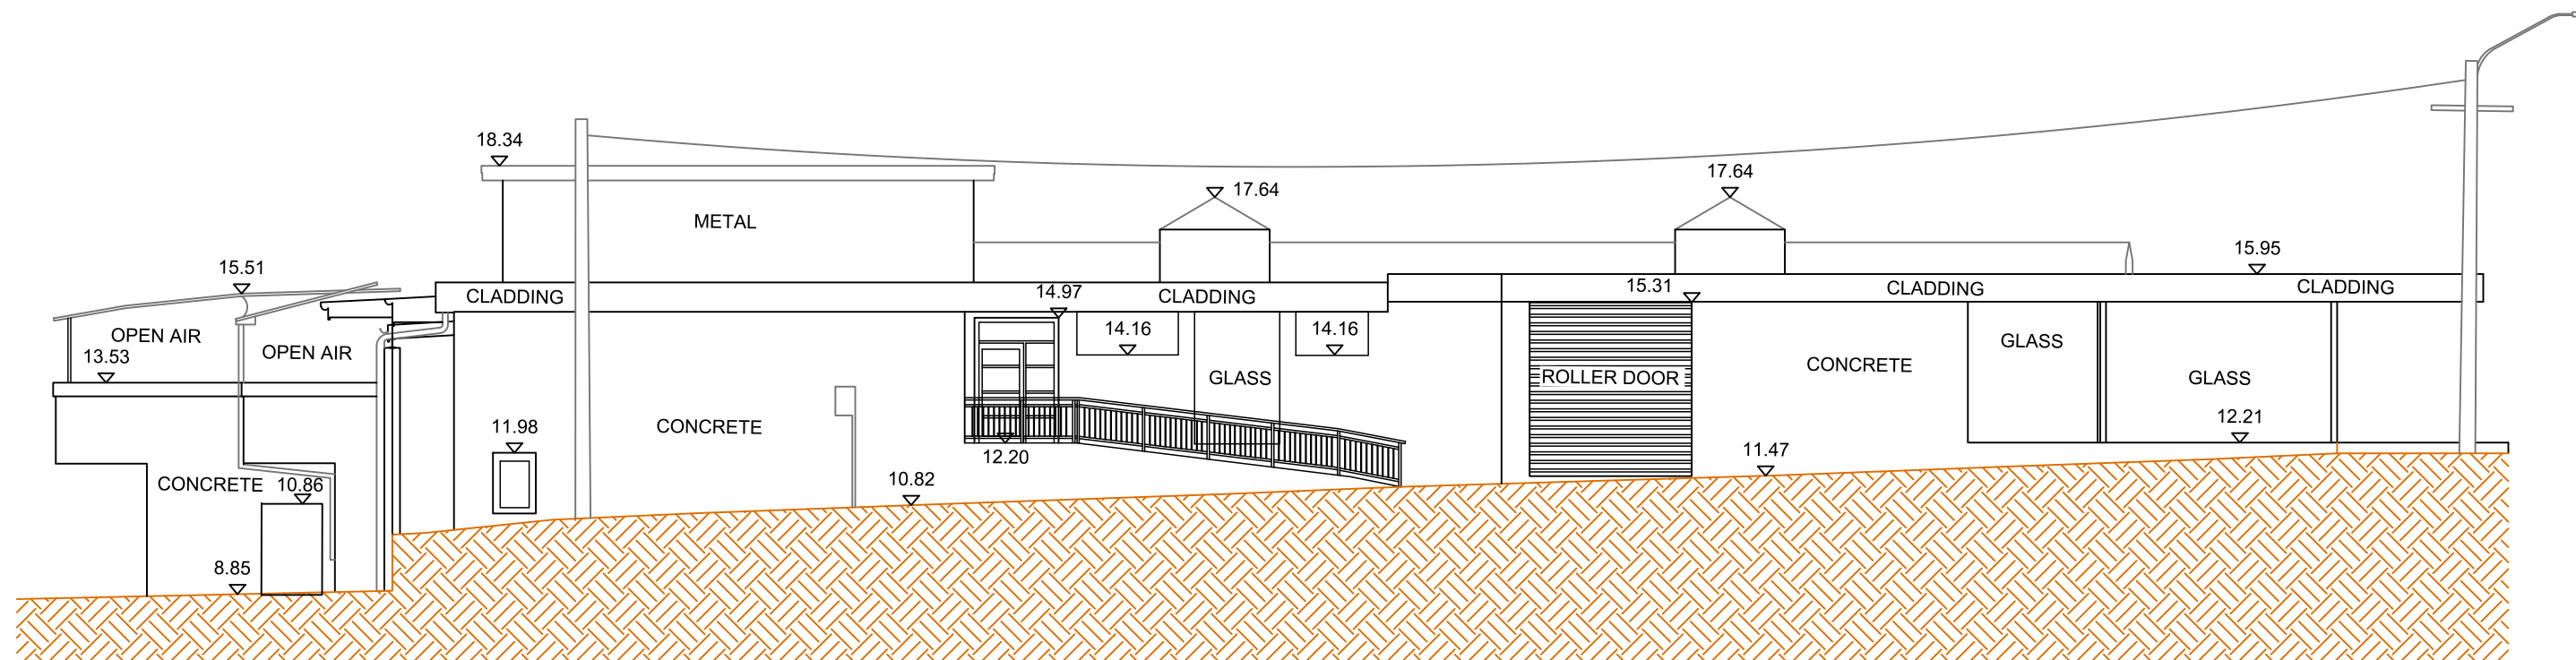 18.34
17.64
17.64
METAL
15.51
15.95
CLADDING
14.97
CLADDING
15.31
CLADDING
CLADDING
OPEN AIR
OPEN AIR
13.53
14.16
14.16
GLASS
GLASS
ROLLER DOOR
CONCRETE
GLASS
11.98
CONCRETE
12.20
12.21
CONCRETE
10.86
10.82
11.47
8.85